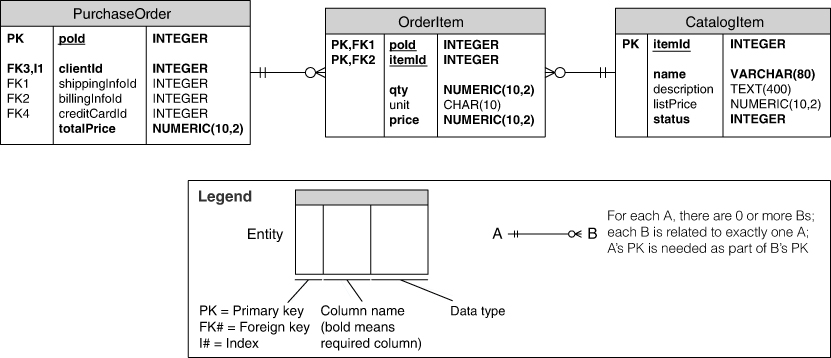 PurchaseOrder
PK poId INTEGER
FK3,I1 clientId INTEGER
FK1 shippingInfoId INTEGER
FK2 billingInfoId INTEGER
FK4 creditCardId INTEGER
totalPrice NUMERIC(10,2)
OrderItem
PK,FK1 poId INTEGER
PK,FK2 itemId INTEGER
qty NUMERIC(10,2)
unit CHAR(10)
price NUMERIC(10,2)
CatalogItem
PK itemId INTEGER
name VARCHAR(80)
description TEXT(400)
listPrice NUMERIC(10,2)
status INTEGER
Legend
Entity
PK = Primary key
FK# = Foreign key
I# = Index
Column name
(bold means
required column)
Data type
A B
For each A, there are 0 or more Bs;
each B is related to exactly one A;
A's PK is needed as part of B's PK